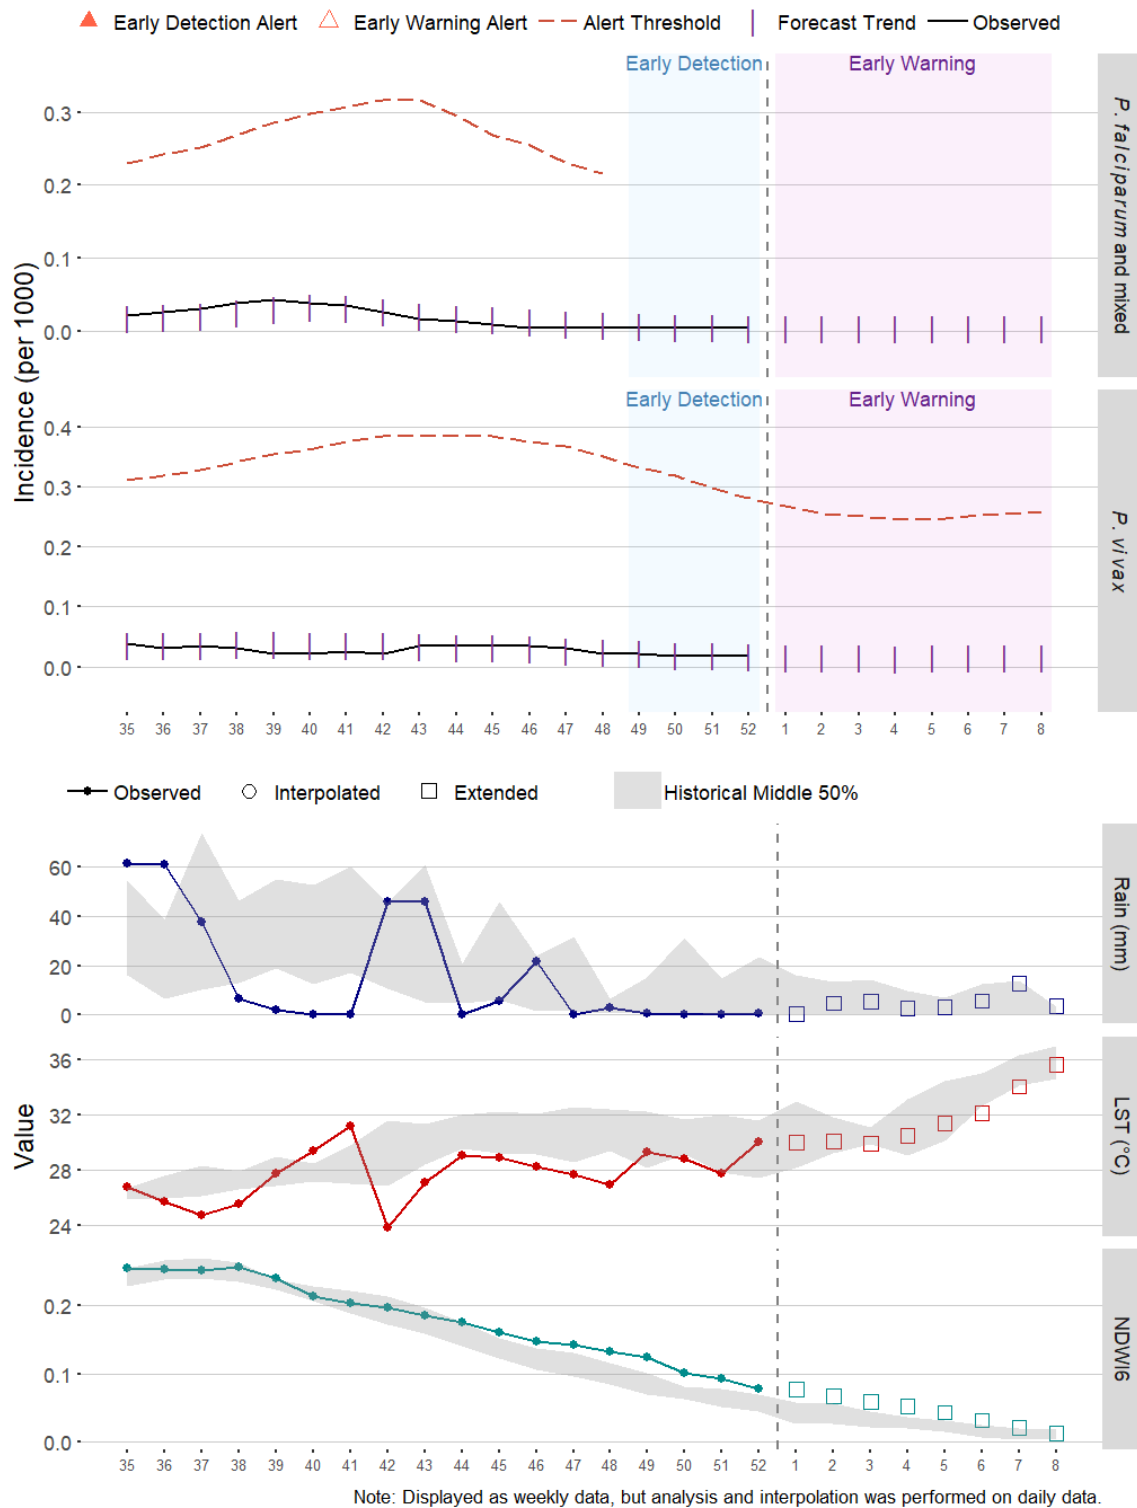 Early Detection Alert Early Warning Alert Alert Threshold Forecast Trend Observed
Early Detection Early Warning
0.3
0.2
0.1
0.0
P. falciparum and mixed
Incidence (per 1000)
Early Detection Early Warning
0.4
0.3
0.2
0.1
0.0
P. vivax
35 36 37 38 39 40 41 42 43 44 45 46 47 48 49 50 51 52 1 2 3 4 5 6 7 8
Observed Interpolated Extended Historical Middle 50%
60
40
20
0
Rain (mm)
Value
36
32
28
24
LST (°C)
0.2
0.1
0.0
NDWI6
35 36 37 38 39 40 41 42 43 44 45 46 47 48 49 50 51 52 1 2 3 4 5 6 7 8
Note: Displayed as weekly data, but analysis and interpolation was performed on daily data.